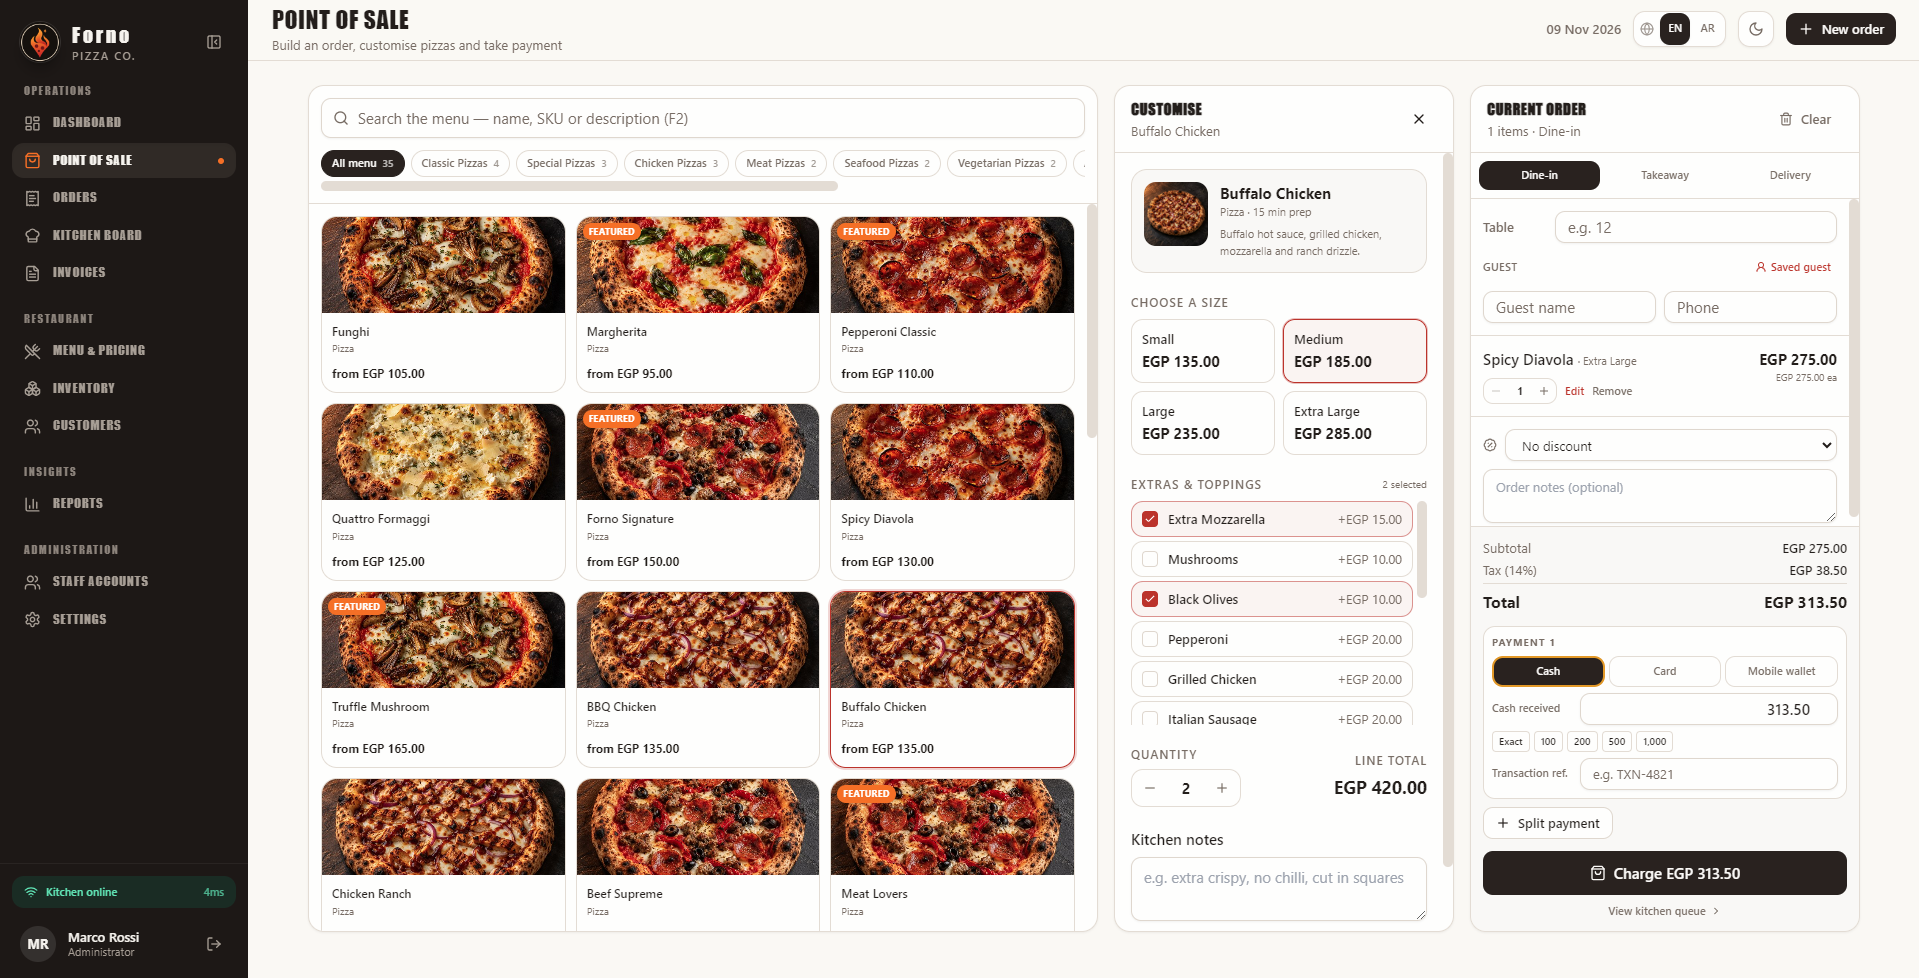 Forno
PIZZA CO.
OPERATIONS
DASHBOARD
POINT OF SALE
ORDERS
KITCHEN BOARD
INVOICES
RESTAURANT
MENU & PRICING
INVENTORY
CUSTOMERS
INSIGHTS
REPORTS
ADMINISTRATION
STAFF ACCOUNTS
SETTINGS
Kitchen online 4ms
MR
Marco Rossi
Administrator
POINT OF SALE
Build an order, customise pizzas and take payment
09 Nov 2026
EN AR
New order
Search the menu — name, SKU or description (F2)
All menu 35 Classic Pizzas 4 Special Pizzas 3 Chicken Pizzas 3 Meat Pizzas 2 Seafood Pizzas 2 Vegetarian Pizzas 2
Funghi
Pizza
from EGP 105.00
FEATURED
Margherita
Pizza
from EGP 95.00
FEATURED
Pepperoni Classic
Pizza
from EGP 110.00
Quattro Formaggi
Pizza
from EGP 125.00
FEATURED
Forno Signature
Pizza
from EGP 150.00
Spicy Diavola
Pizza
from EGP 130.00
FEATURED
Truffle Mushroom
Pizza
from EGP 165.00
BBQ Chicken
Pizza
from EGP 135.00
Buffalo Chicken
Pizza
from EGP 135.00
Chicken Ranch
Pizza
Beef Supreme
Pizza
FEATURED
Meat Lovers
Pizza
CUSTOMISE
Buffalo Chicken
Buffalo Chicken
Pizza · 15 min prep
Buffalo hot sauce, grilled chicken,
mozzarella and ranch drizzle.
CHOOSE A SIZE
Small
EGP 135.00
Medium
EGP 185.00
Large
EGP 235.00
Extra Large
EGP 285.00
EXTRAS & TOPPINGS 2 selected
Extra Mozzarella +EGP 15.00
Mushrooms +EGP 10.00
Black Olives +EGP 10.00
Pepperoni +EGP 20.00
Grilled Chicken +EGP 20.00
Italian Sausage +EGP 20.00
QUANTITY
2
LINE TOTAL
EGP 420.00
Kitchen notes
e.g. extra crispy, no chilli, cut in squares
CURRENT ORDER
1 items · Dine-in
Clear
Dine-in Takeaway Delivery
Table e.g. 12
GUEST Saved guest
Guest name Phone
Spicy Diavola · Extra Large EGP 275.00
EGP 275.00 ea
1 Edit Remove
No discount
Order notes (optional)
Subtotal EGP 275.00
Tax (14%) EGP 38.50
Total EGP 313.50
PAYMENT 1
Cash Card Mobile wallet
Cash received 313.50
Exact 100 200 500 1,000
Transaction ref. e.g. TXN-4821
Split payment
Charge EGP 313.50
View kitchen queue